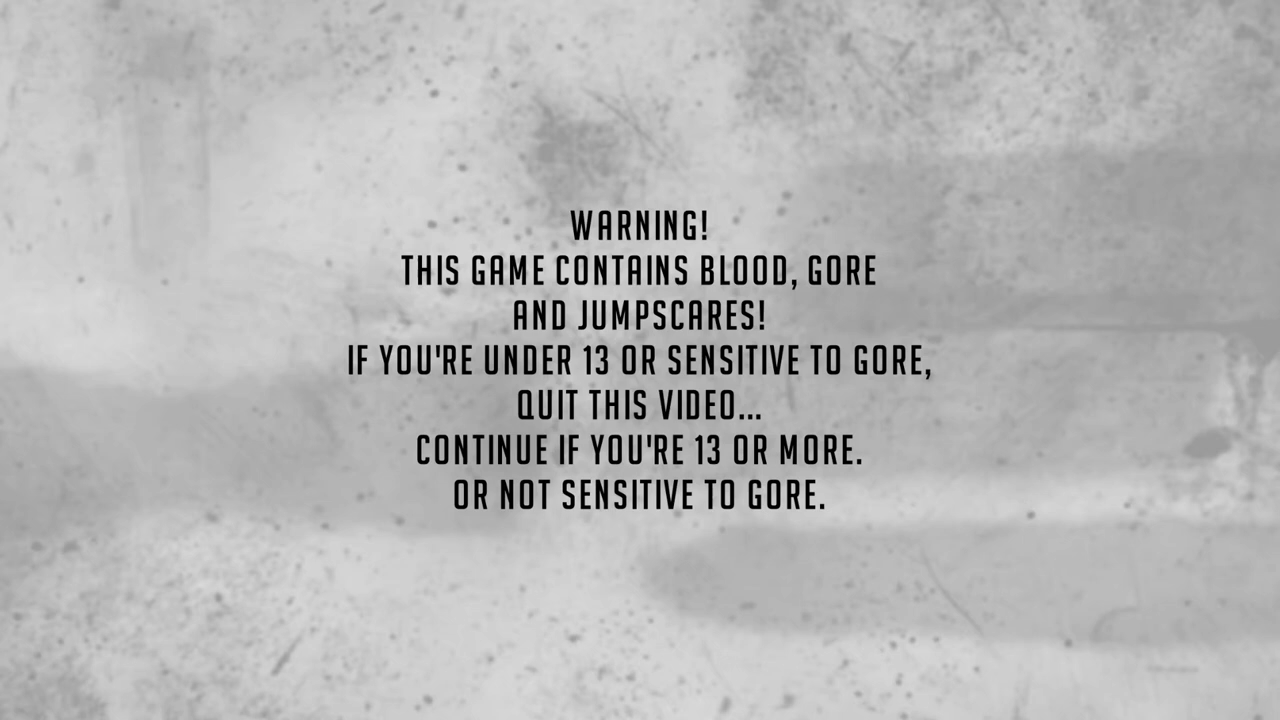 WARNING!
THIS GAME CONTAINS BLOOD, GORE
AND JUMPSCARES!
IF YOU'RE UNDER 13 OR SENSITIVE TO GORE,
QUIT THIS VIDEO...
CONTINUE IF YOU'RE 13 OR MORE.
OR NOT SENSITIVE TO GORE.